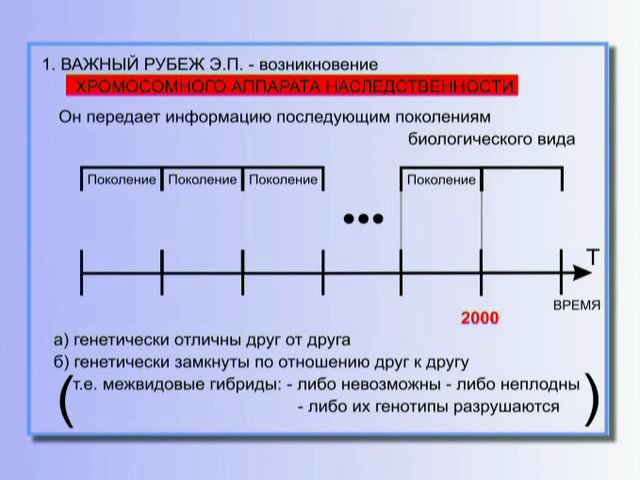 1. ВАЖНЫЙ РУБЕЖ Э.П. - возникновение
ХРОМОСОМНОГО АППАРАТА НАСЛЕДСТВЕННОСТИ
Он передает информацию последующим поколениям
биологического вида
Поколение Поколение Поколение Поколение
Т
ВРЕМЯ
2000
а) генетически отличны друг от друга
б) генетически замкнуты по отношению друг к другу
(т.е. межвидовые гибриды: - либо невозможны - либо неплодны
- либо их генотипы разрушаются)